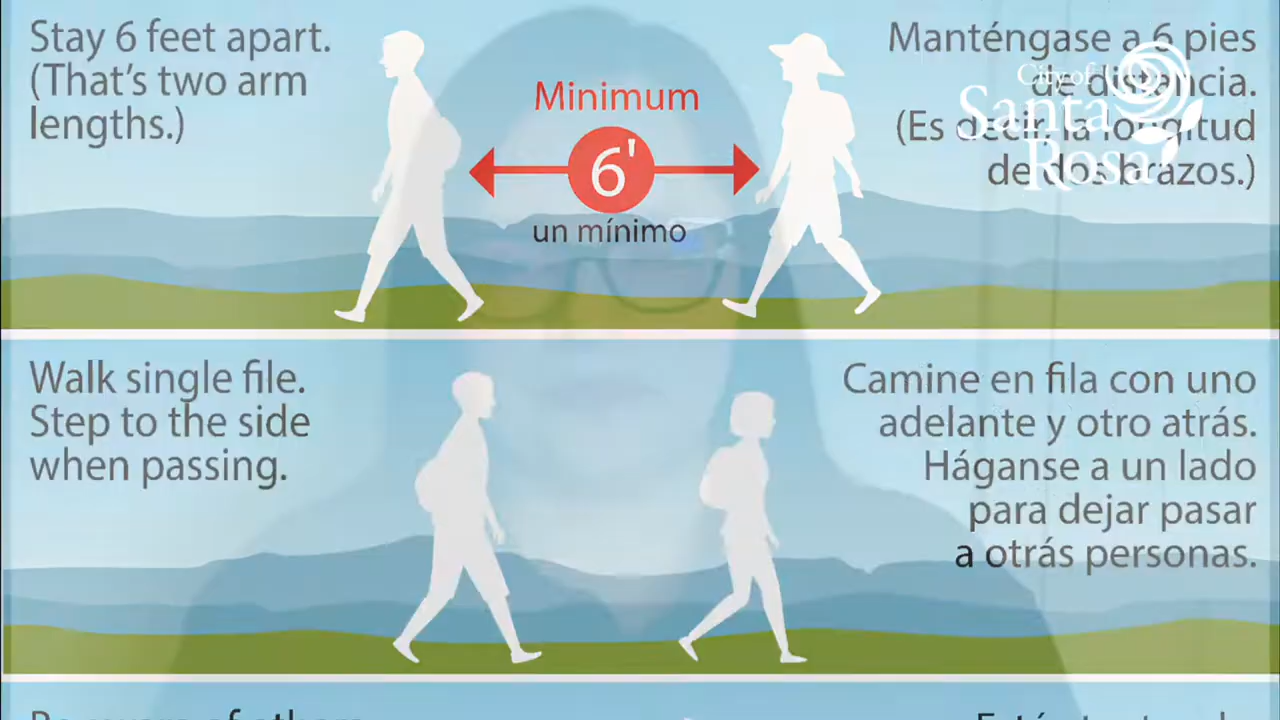 Stay 6 feet apart.
(That's two arm
lengths.)
Minimum
6'
un mínimo
Manténgase a 6 pies
de distancia.
(Es decir, la longitud
de dos brazos.)
City of
Santa
Rosa
Walk single file.
Step to the side
when passing.
Camine en fila con uno
adelante y otro atrás.
Háganse a un lado
para dejar pasar
a otrás personas.